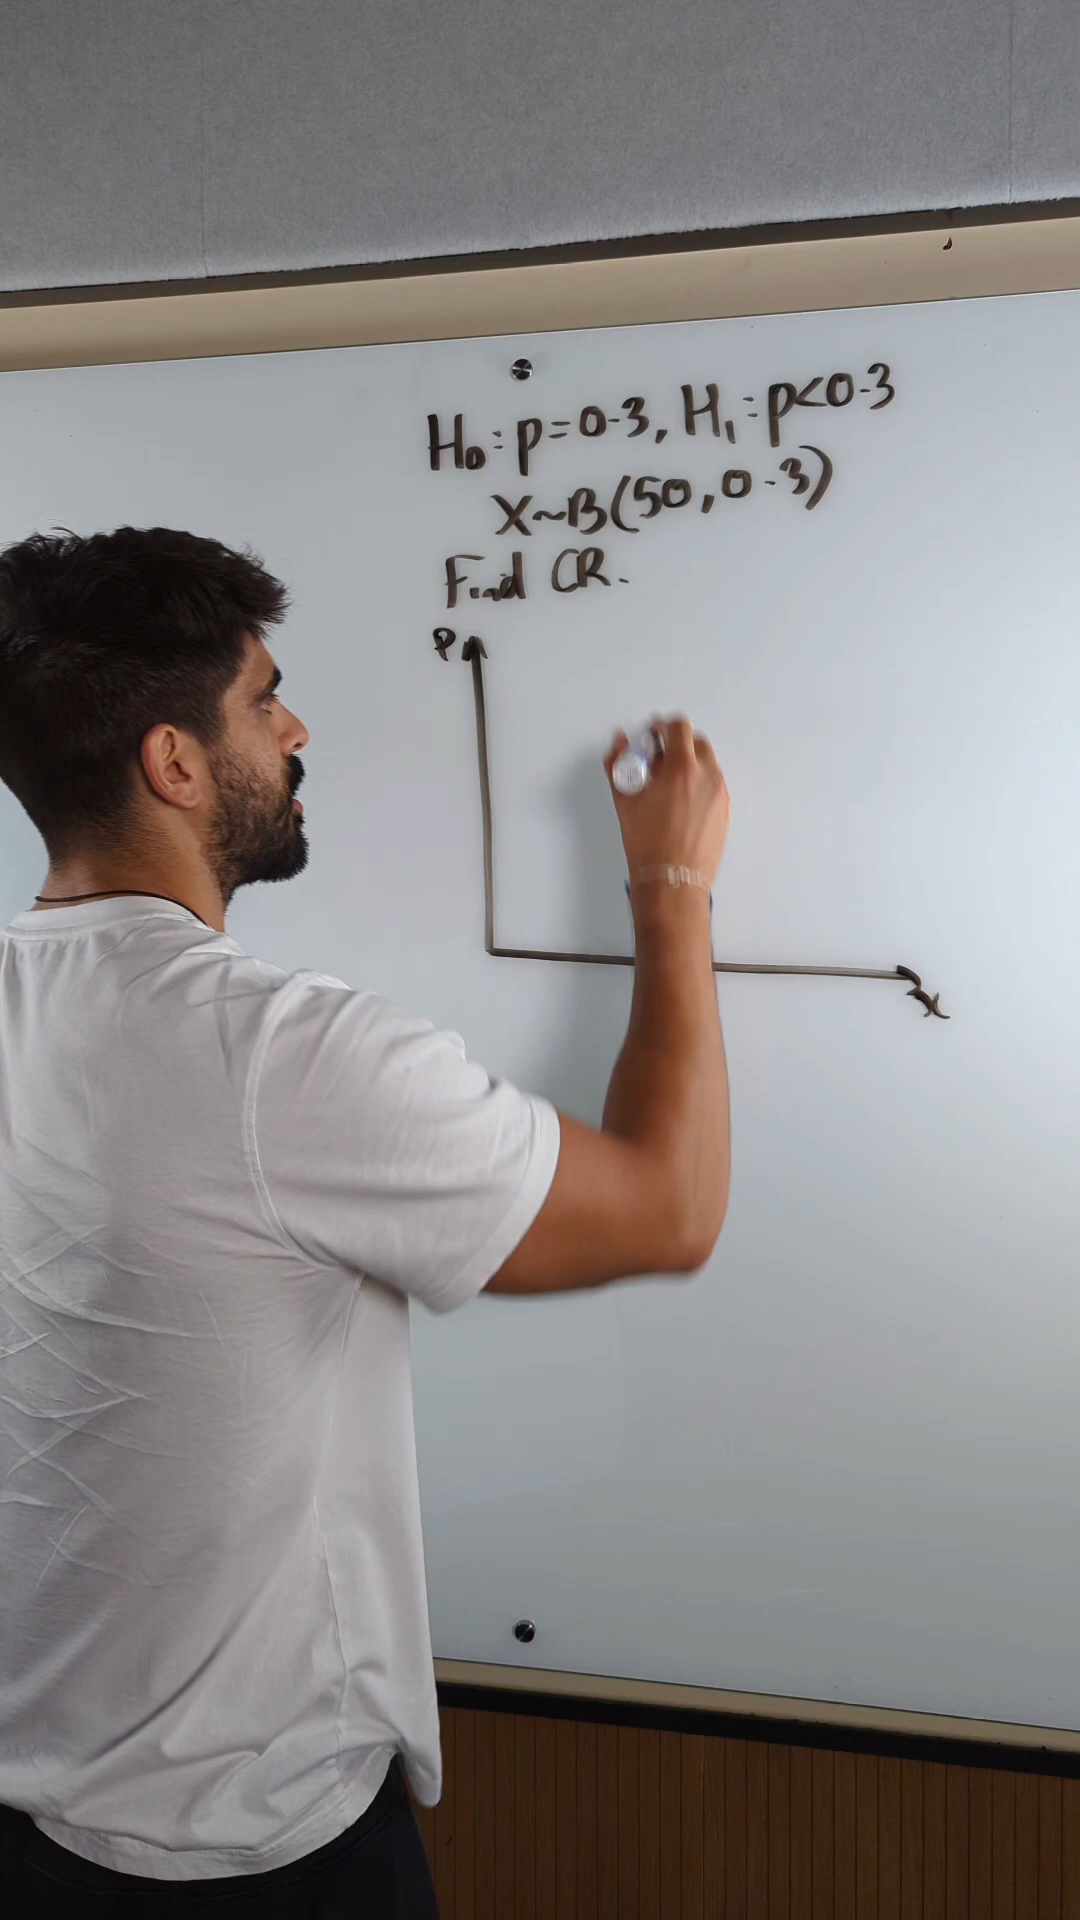 H₀: p=0.3, H₁: p<0.3
X~B(50, 0.3)
Find CR.
P
x